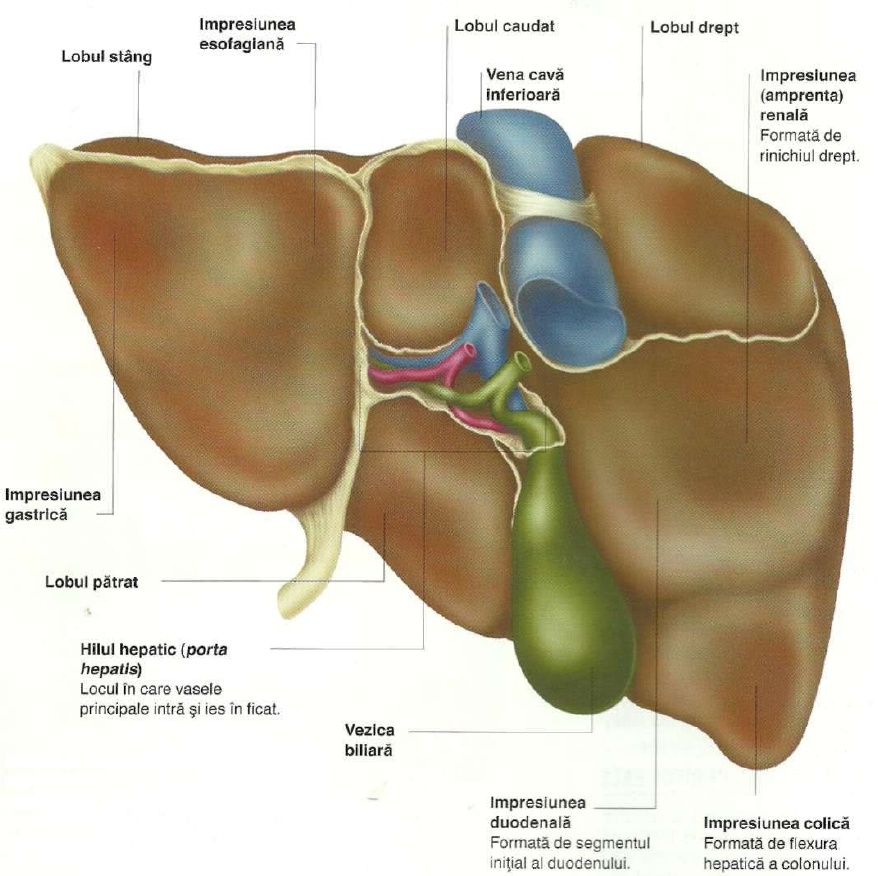 Lobul stâng
Impresiunea
esofagiană
Lobul caudat
Lobul drept
Vena cavă
inferioară
Impresiunea
(amprenta)
renală
Formată de
rinichiul drept.
Impresiunea
gastrică
Lobul pătrat
Hilul hepatic (porta
hepatis)
Locul în care vasele
principale intră şi ies în ficat.
Vezica
biliară
Impresiunea
duodenală
Formată de segmentul
iniţial al duodenului.
Impresiunea colică
Formată de flexura
hepatică a colonului.